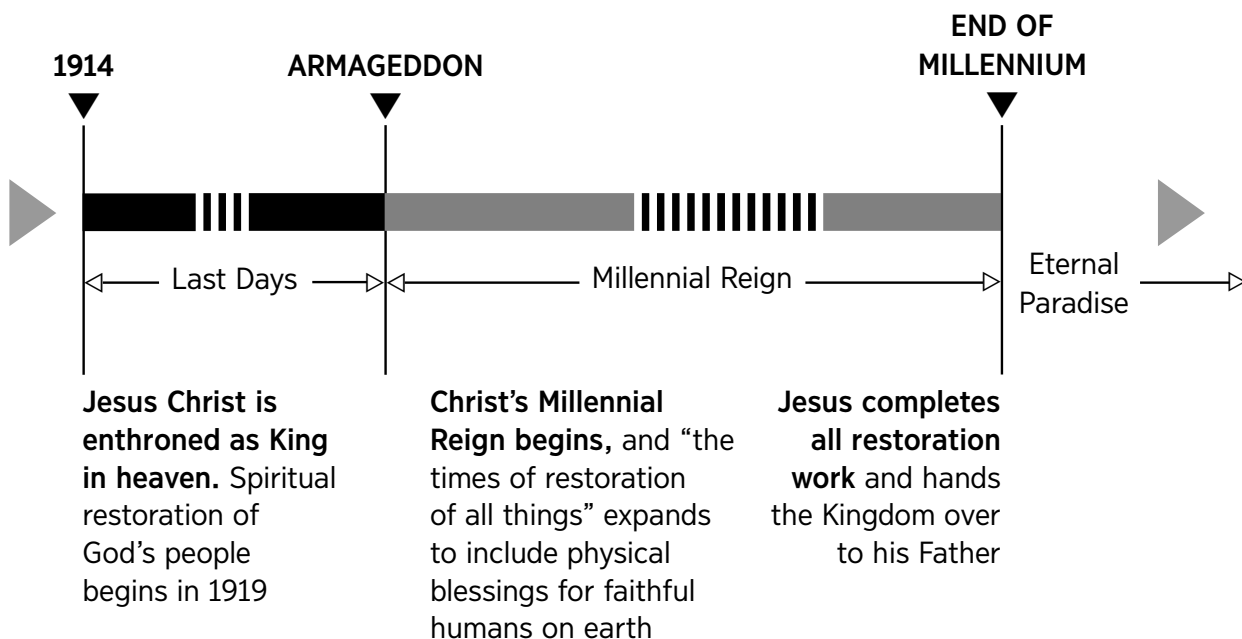 1914
ARMAGEDDON
END OF
MILLENNIUM
Last Days
Millennial Reign
Eternal
Paradise
Jesus Christ is
enthroned as King
in heaven. Spiritual
restoration of
God’s people
begins in 1919
Christ’s Millennial
Reign begins, and “the
times of restoration
of all things” expands
to include physical
blessings for faithful
humans on earth
Jesus completes
all restoration
work and hands
the Kingdom over
to his Father